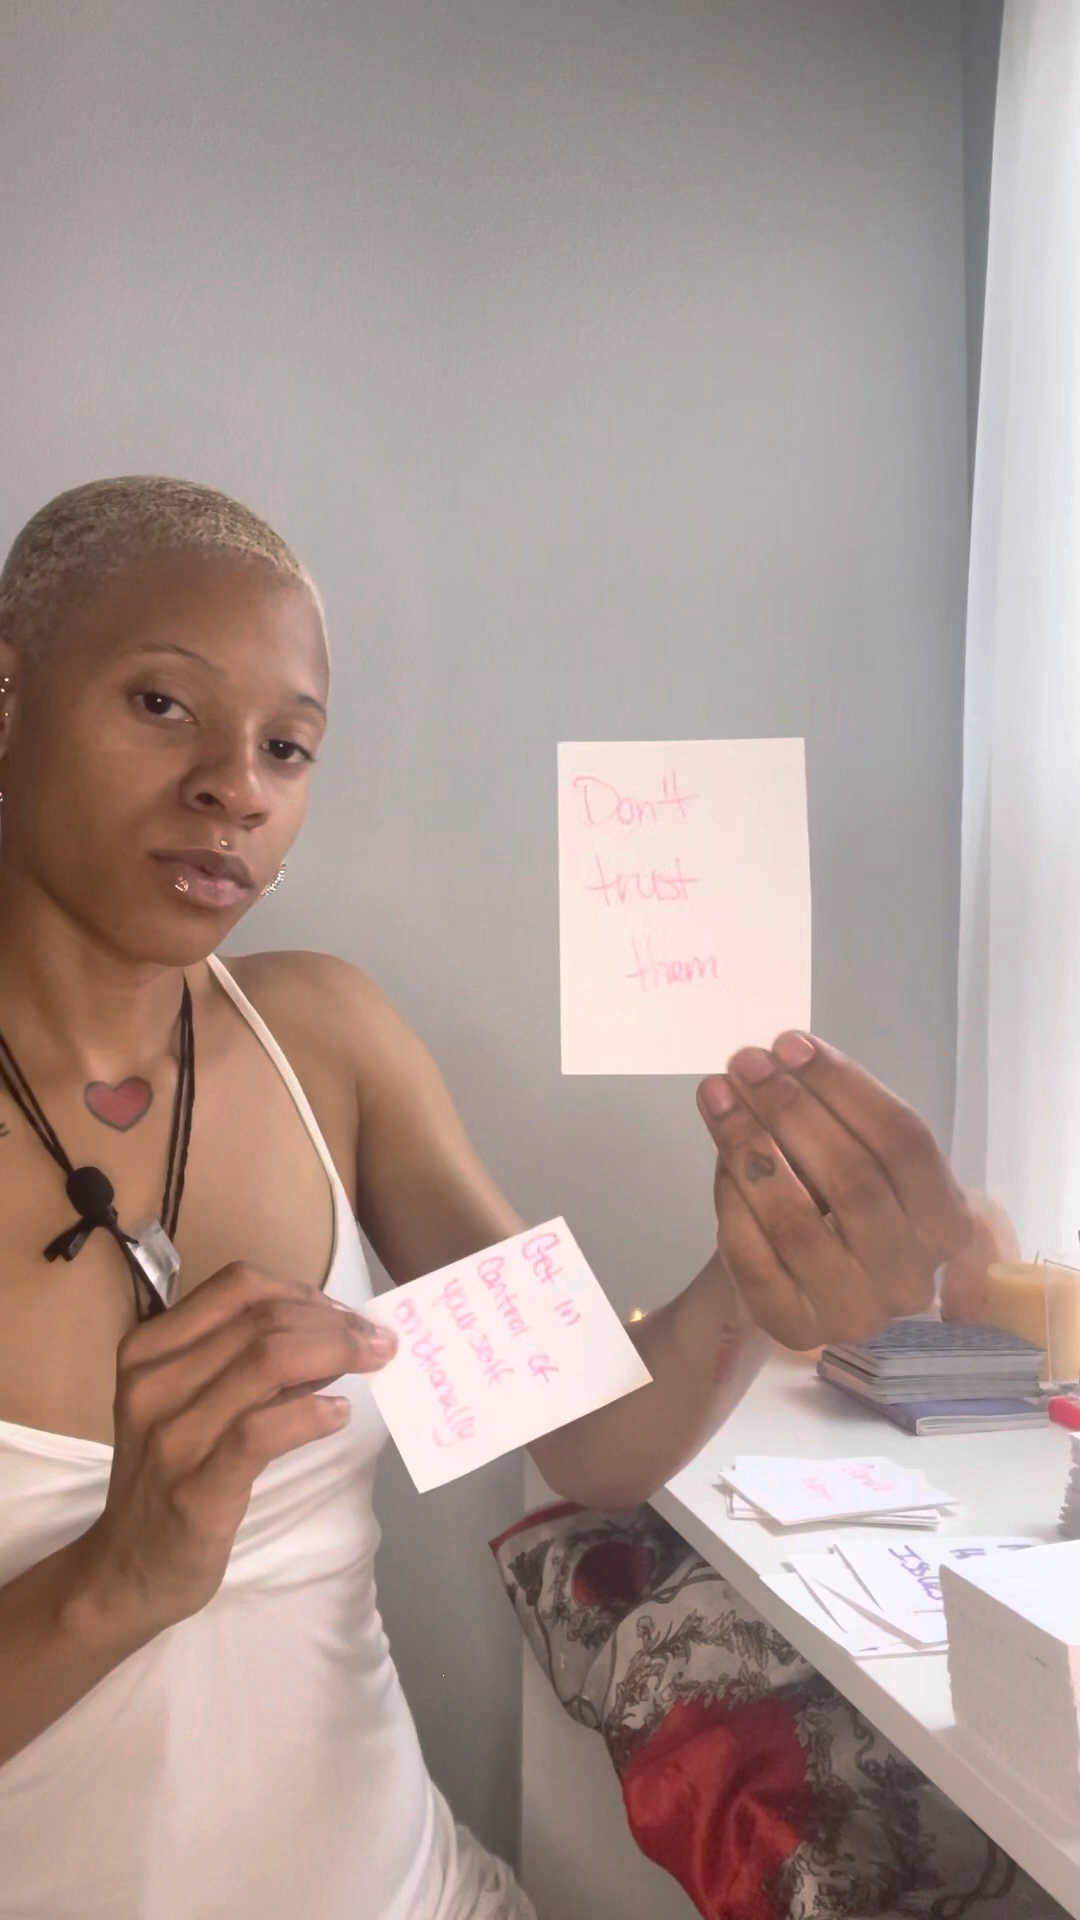 Don't
trust
them
Get in
Control of
your self
emotionally